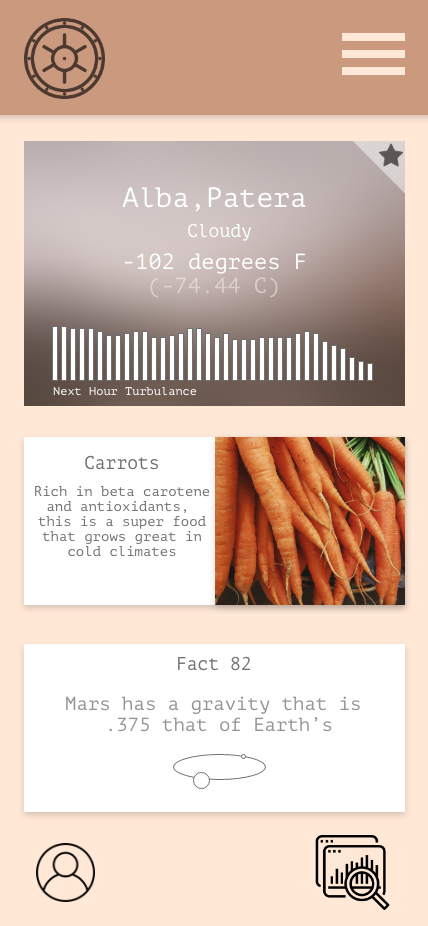 Alba,Patera
Cloudy
-102 degrees F
(-74.44 C)
Next Hour Turbulance
Carrots
Rich in beta carotene
and antioxidants,
this is a super food
that grows great in
cold climates
Fact 82
Mars has a gravity that is
.375 that of Earth's